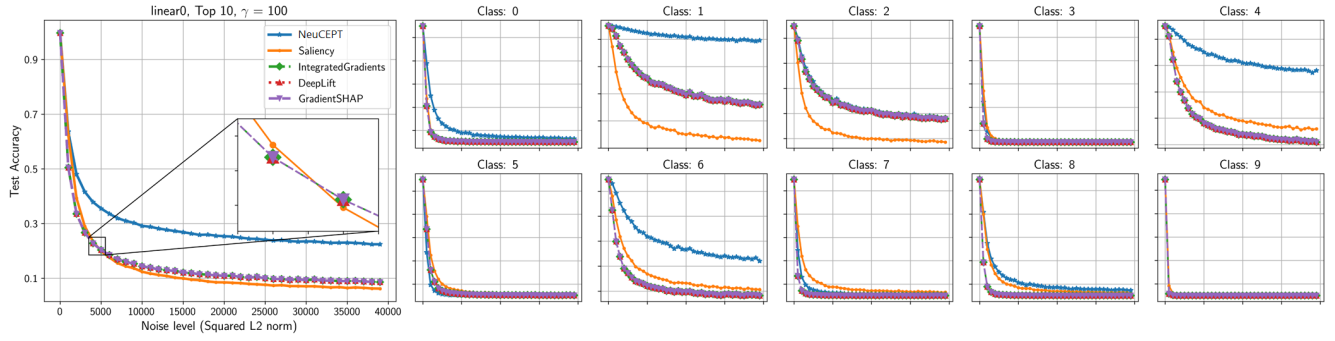 linear0, Top 10, γ = 100
NeuCEPT
Saliency
IntegratedGradients
DeepLift
GradientSHAP
Test Accuracy
0.9
0.7
0.5
0.3
0.1
0 5000 10000 15000 20000 25000 30000 35000 40000
Noise level (Squared L2 norm)
Class: 0
Class: 1
Class: 2
Class: 3
Class: 4
Class: 5
Class: 6
Class: 7
Class: 8
Class: 9